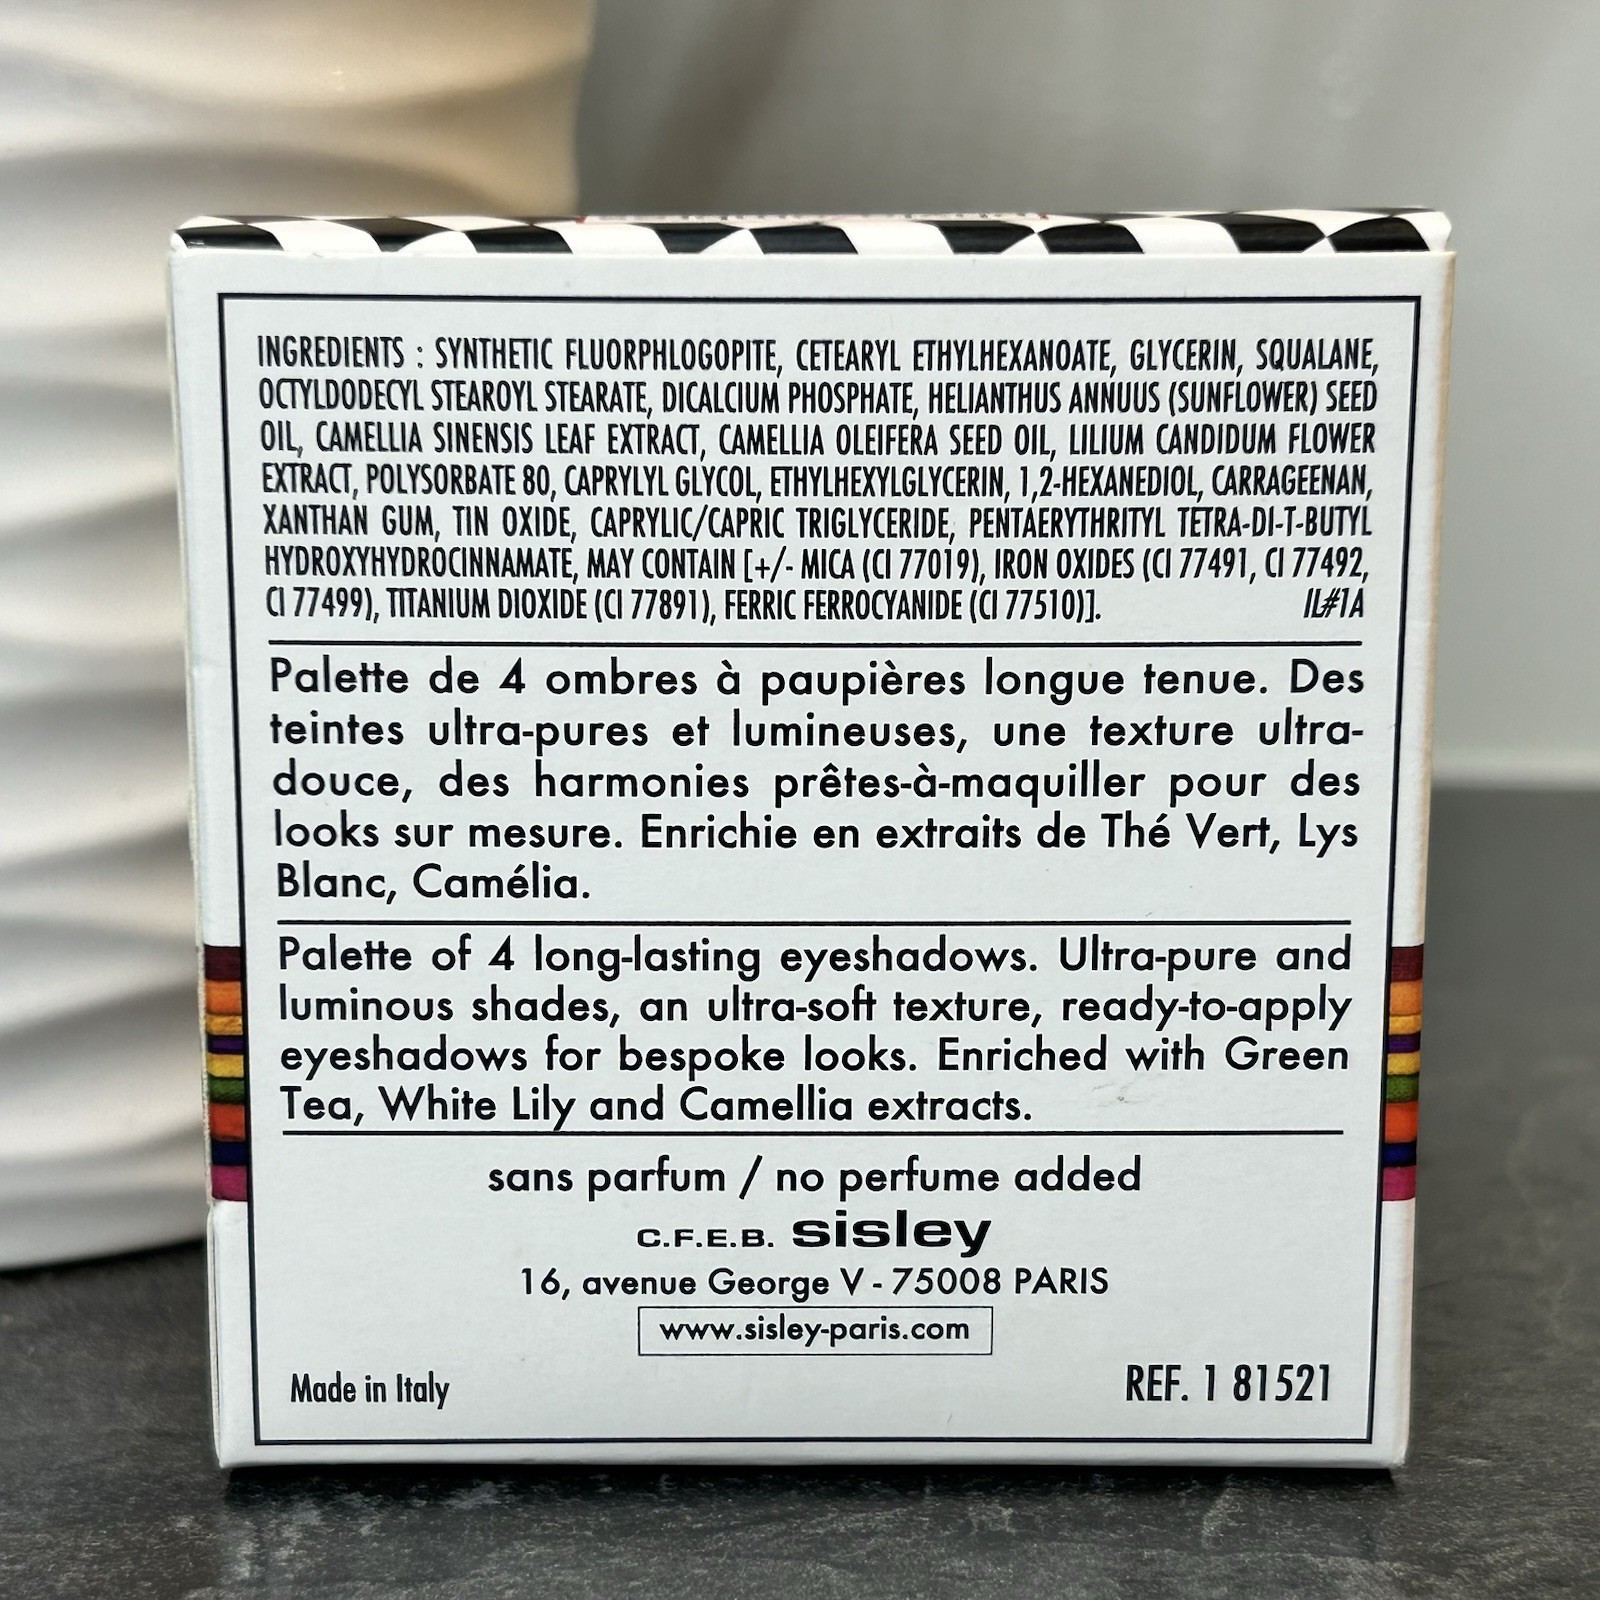 INGREDIENTS : SYNTHETIC FLUORPHLOGOPITE, CETEARYL ETHYLHEXANOATE, GLYCERIN, SQUALANE,
OCTYLDODECYL STEAROYL STEARATE, DICALCIUM PHOSPHATE, HELIANTHUS ANNUUS (SUNFLOWER) SEED
OIL, CAMELLIA SINENSIS LEAF EXTRACT, CAMELLIA OLEIFERA SEED OIL, LILIUM CANDIDUM FLOWER
EXTRACT, POLYSORBATE 80, CAPRYLYL GLYCOL, ETHYLHEXYLGLYCERIN, 1,2-HEXANEDIOL, CARRAGEENAN,
XANTHAN GUM, TIN OXIDE, CAPRYLIC/CAPRIC TRIGLYCERIDE, PENTAERYTHRITYL TETRA-DI-T-BUTYL
HYDROXYHYDROCINNAMATE, MAY CONTAIN [+/- MICA (CI 77019), IRON OXIDES (CI 77491, CI 77492,
CI 77499), TITANIUM DIOXIDE (CI 77891), FERRIC FERROCYANIDE (CI 77510)]. IL#1A
Palette de 4 ombres à paupières longue tenue. Des
teintes ultra-pures et lumineuses, une texture ultra-
douce, des harmonies prêtes-à-maquiller pour des
looks sur mesure. Enrichie en extraits de Thé Vert, Lys
Blanc, Camélia.
Palette of 4 long-lasting eyeshadows. Ultra-pure and
luminous shades, an ultra-soft texture, ready-to-apply
eyeshadows for bespoke looks. Enriched with Green
Tea, White Lily and Camellia extracts.
sans parfum / no perfume added
C.F.E.B. sisley
16, avenue George V - 75008 PARIS
www.sisley-paris.com
Made in Italy REF. 1 81521